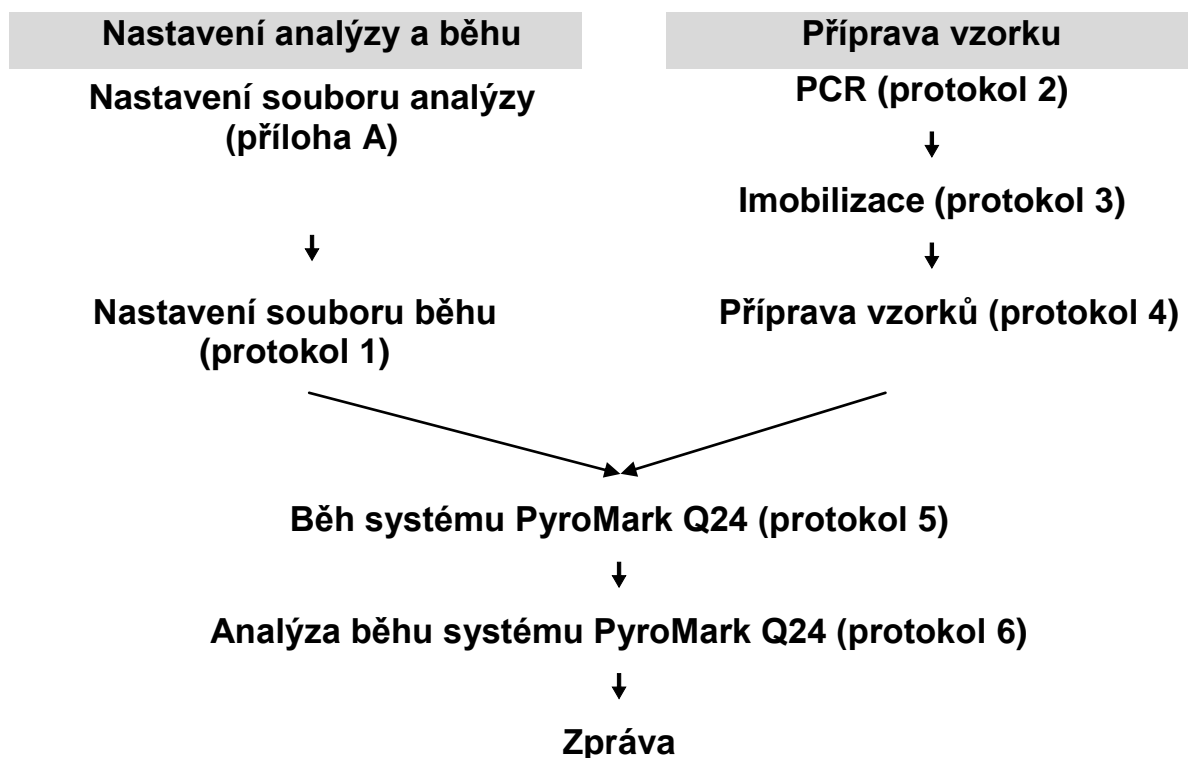 Nastavení analýzy a běhu
Nastavení souboru analýzy
(příloha A)
Nastavení souboru běhu
(protokol 1)
Příprava vzorku
PCR (protokol 2)
Imobilizace (protokol 3)
Příprava vzorků (protokol 4)
Běh systému PyroMark Q24 (protokol 5)
Analýza běhu systému PyroMark Q24 (protokol 6)
Zpráva